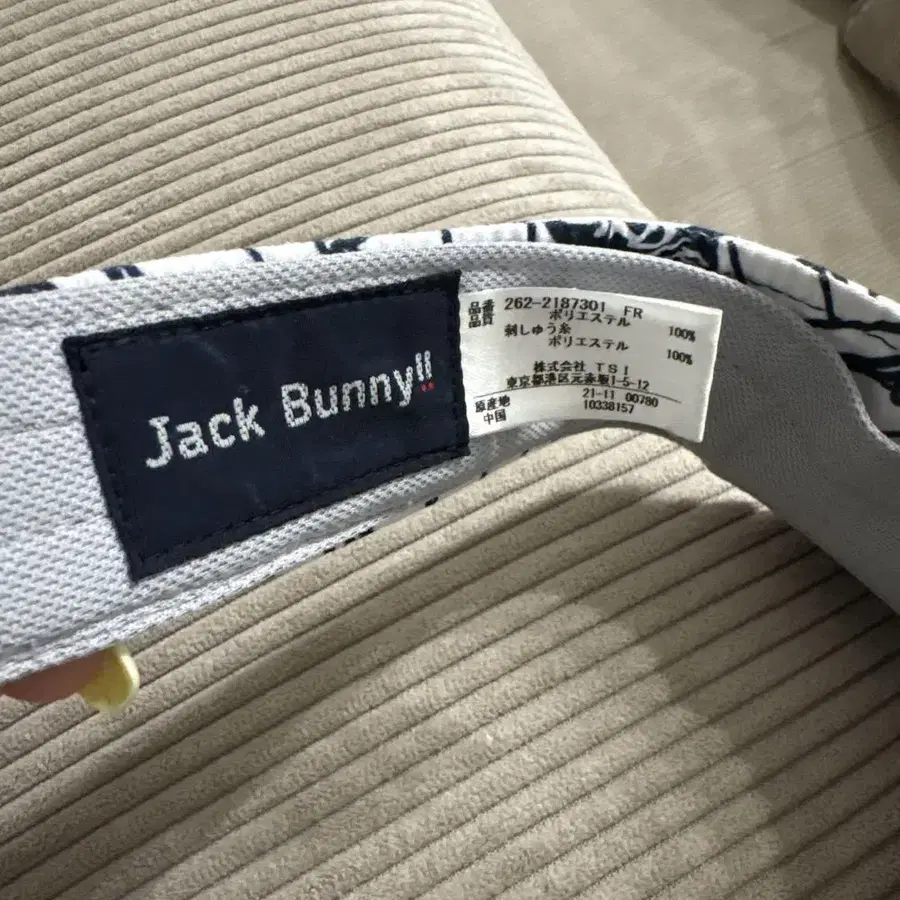 Jack Bunny!!
品番 262-2187301 FR
品質 ポリエステル 100%
刺しゅう糸
ポリエステル 100%
株式会社 TSI
東京都港区元赤坂1-5-12
原産地 21-11 00780
中国 10338157